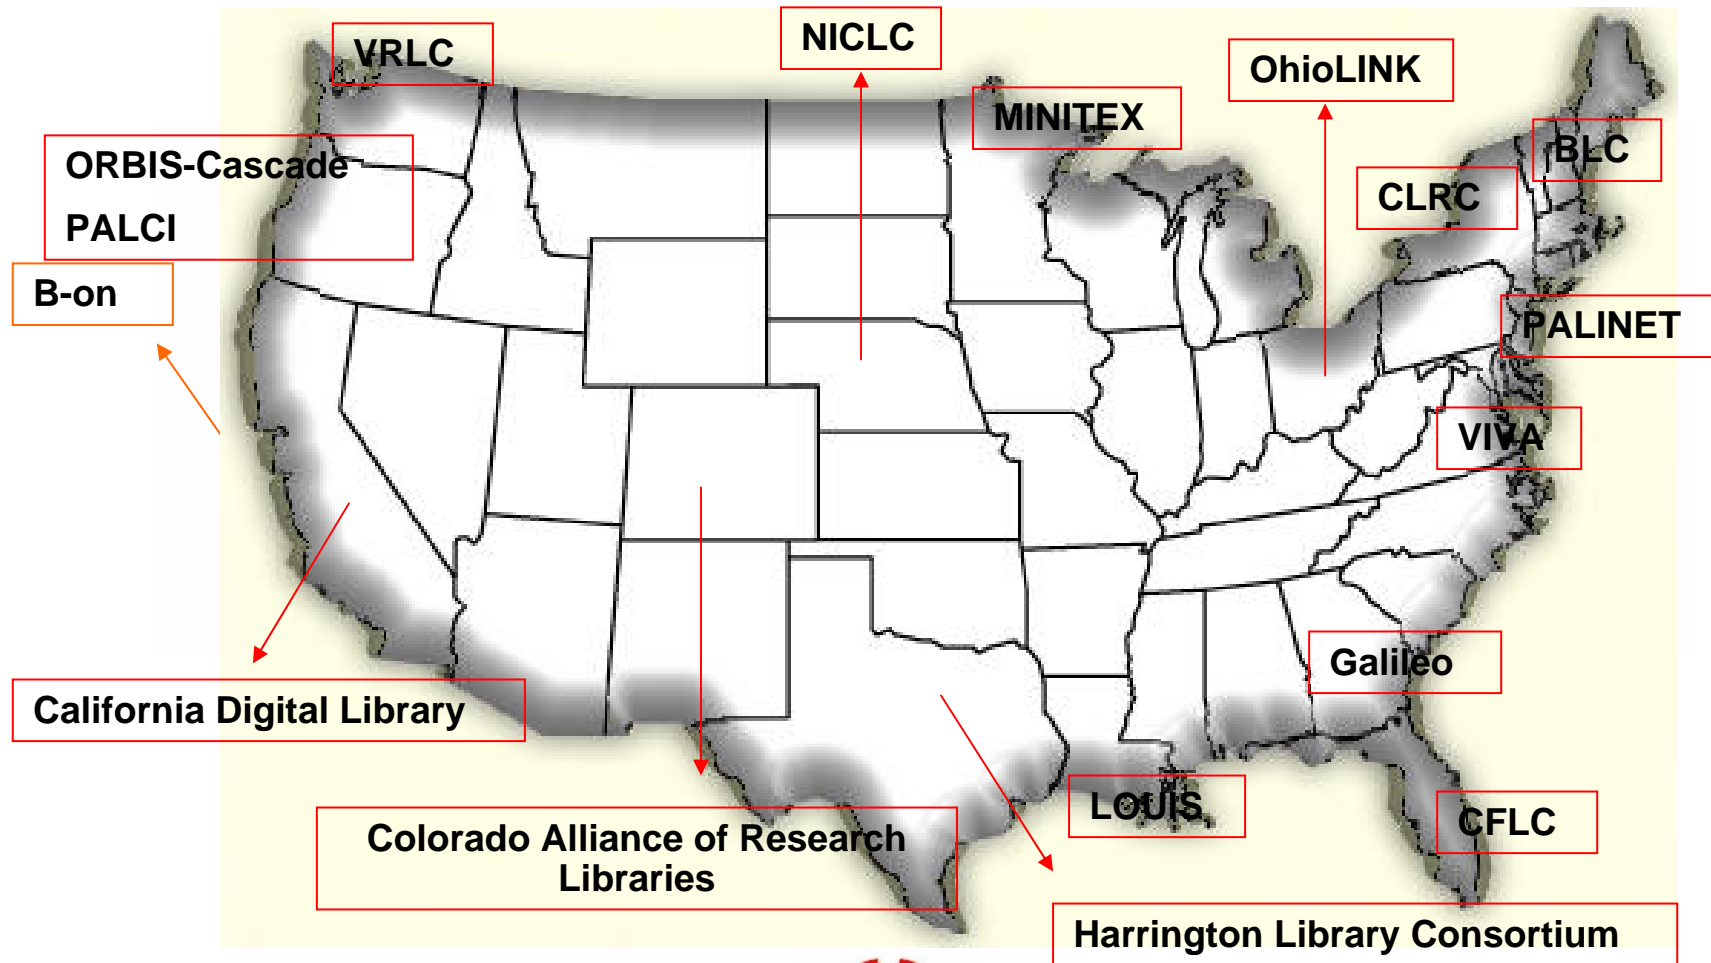 VRLC
NICLC
OhioLINK
MINITEX
BLC
ORBIS-Cascade
PALCI
CLRC
B-on
PALINET
VIVA
Galileo
California Digital Library
LOUIS
CFLC
Colorado Alliance of Research
Libraries
Harrington Library Consortium